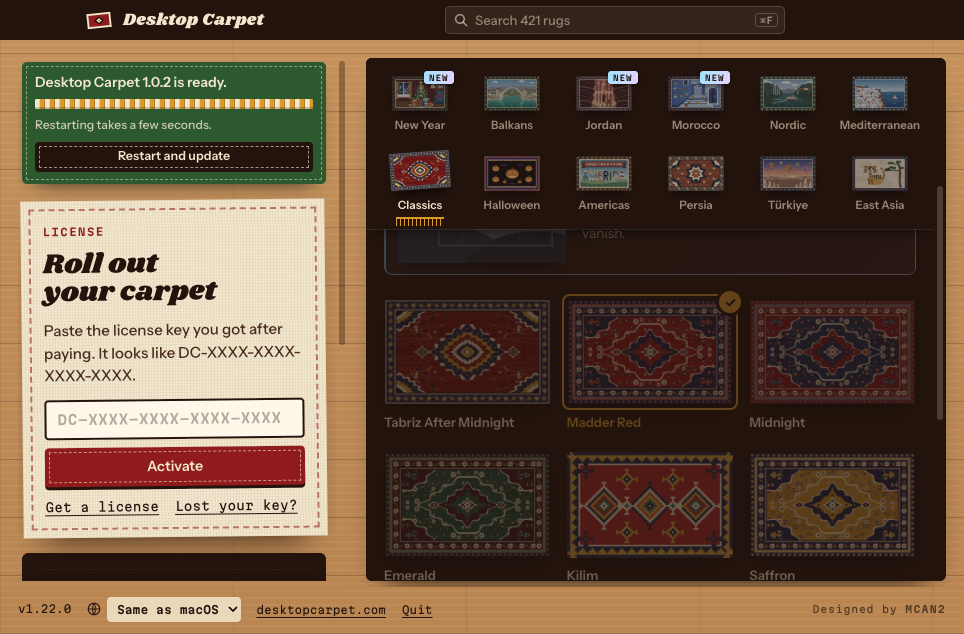 Desktop Carpet
Search 421 rugs
⌘F
Desktop Carpet 1.0.2 is ready.
Restarting takes a few seconds.
Restart and update
LICENSE
Roll out
your carpet
Paste the license key you got after
paying. It looks like DC-XXXX-XXXX-
XXXX-XXXX.
DC-XXXX-XXXX-XXXX-XXXX
Activate
Get a license Lost your key?
NEW NEW NEW
New Year Balkans Jordan Morocco Nordic Mediterranean
Classics Halloween Americas Persia Türkiye East Asia
vanish.
Tabriz After Midnight Madder Red Midnight
Emerald Kilim Saffron
v1.22.0 Same as macOS desktopcarpet.com Quit
Designed by MCAN2